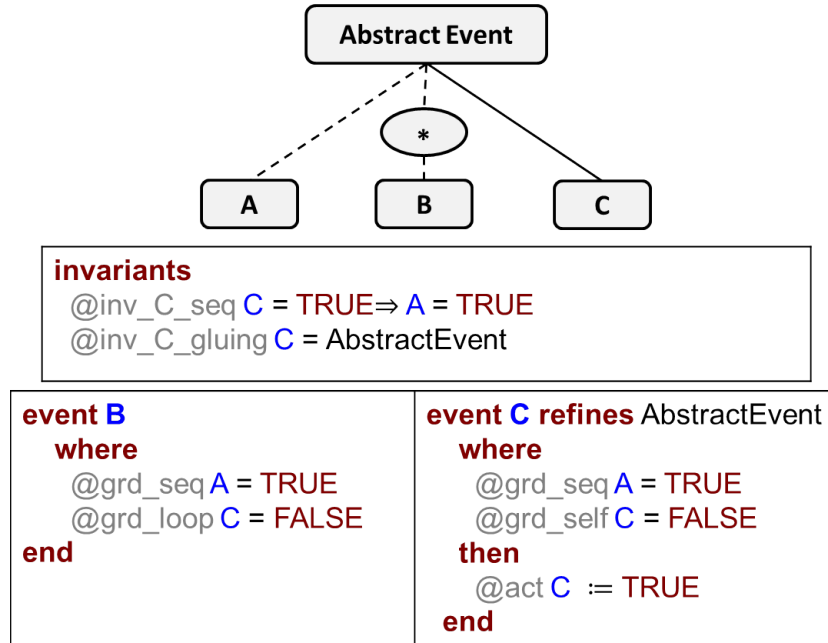 Abstract Event
*
A
B
C
invariants
@inv_C_seq C = TRUE⇒ A = TRUE
@inv_C_gluing C = AbstractEvent
event B
where
@grd_seq A = TRUE
@grd_loop C = FALSE
end
event C refines AbstractEvent
where
@grd_seq A = TRUE
@grd_self C = FALSE
then
@act C ≔ TRUE
end